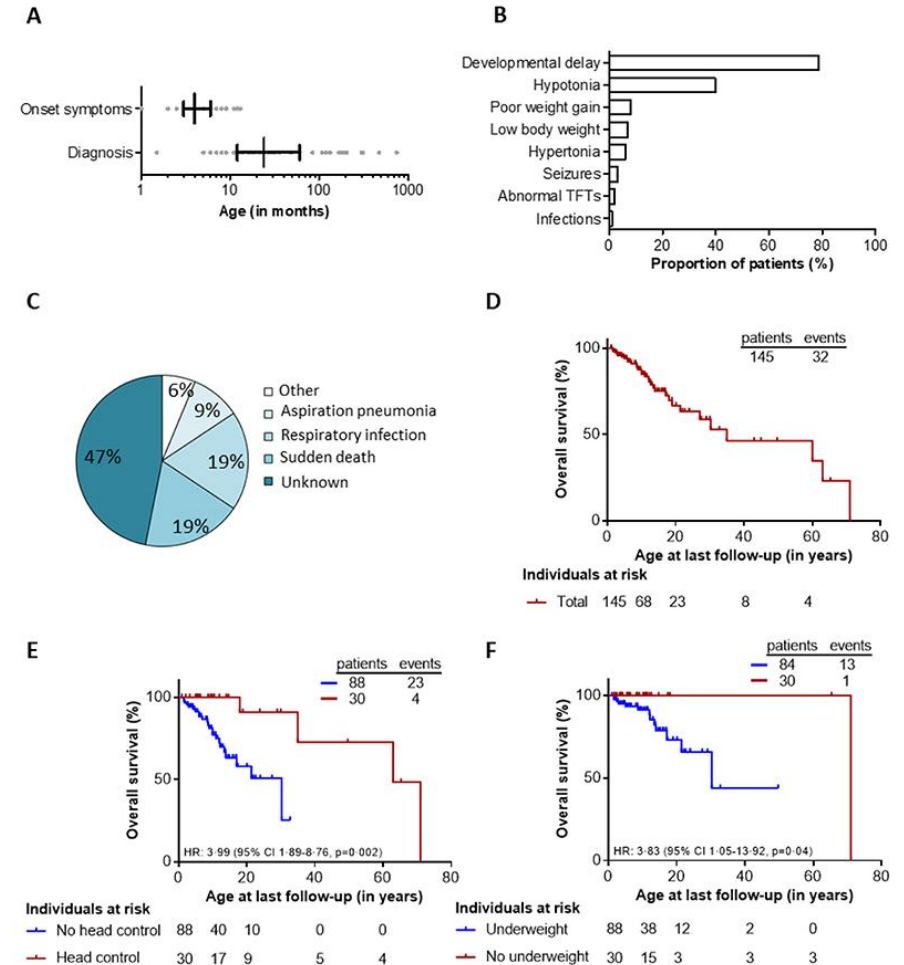 A
Onset symptoms
Diagnosis
1 10 100 1000
Age (in months)
B
Developmental delay
Hypotonia
Poor weight gain
Low body weight
Hypertonia
Seizures
Abnormal TFTs
Infections
0 20 40 60 80 100
Proportion of patients (%)
C
6%
9%
19%
19%
47%
Other
Aspiration pneumonia
Respiratory infection
Sudden death
Unknown
D
patients events
145 32
Overall survival (%)
100
50
0
0 20 40 60 80
Age at last follow-up (in years)
Individuals at risk
Total 145 68 23 8 4
E
patients events
88 23
30 4
Overall survival (%)
100
50
0
HR: 3·99 (95% CI 1·89-8·76, p=0·002)
0 20 40 60 80
Age at last follow-up (in years)
Individuals at risk
No head control 88 40 10 0 0
Head control 30 17 9 5 4
F
patients events
84 13
30 1
Overall survival (%)
100
50
0
HR: 3·83 (95% CI 1·05-13·92, p=0·04)
0 20 40 60 80
Age at last follow-up (in years)
Individuals at risk
Underweight 88 38 12 2 0
No underweight 30 15 3 3 3